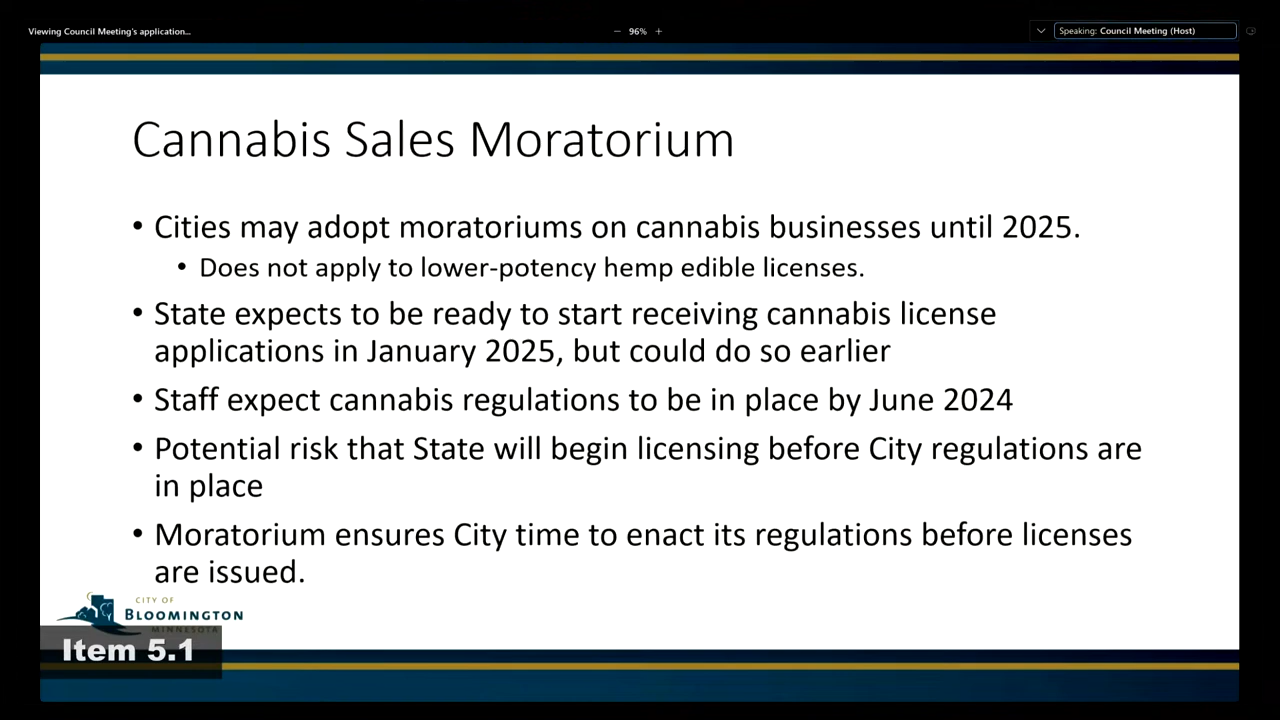 Viewing Council Meeting's application...
− 96% +
Speaking: Council Meeting (Host)
Cannabis Sales Moratorium
• Cities may adopt moratoriums on cannabis businesses until 2025.
• Does not apply to lower-potency hemp edible licenses.
• State expects to be ready to start receiving cannabis license
applications in January 2025, but could do so earlier
• Staff expect cannabis regulations to be in place by June 2024
• Potential risk that State will begin licensing before City regulations are
in place
• Moratorium ensures City time to enact its regulations before licenses
are issued.
CITY OF
BLOOMINGTON
MINNESOTA
Item 5.1